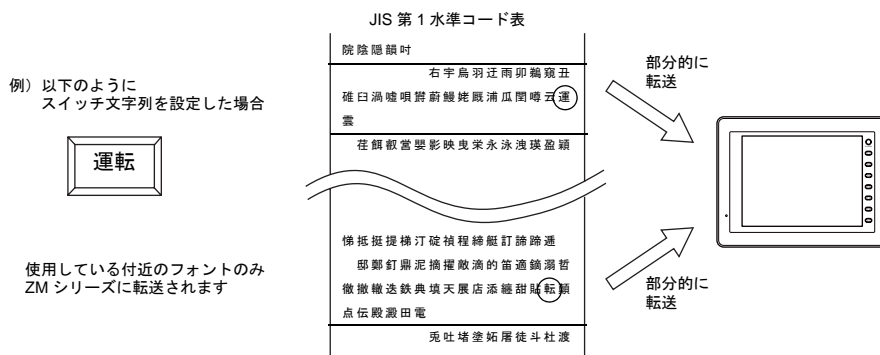 JIS 第 1 水準コード表
例）以下のように
スイッチ文字列を設定した場合
運転
使用している付近のフォントのみ
ZM シリーズに転送されます
院陰隠韻吋
右宇烏羽迂雨卯鵜窺丑
碓臼渦嘘唄欝蔚鰻姥厩浦瓜閏噂云運
雲
荏餌叡営嬰影映曳栄永泳洩瑛盈穎
悌抵挺提梯汀碇禎程締艇訂諦蹄逓
邸鄭釘鼎泥摘擢敵滴的笛適鏑溺哲
徹撤轍迭鉄典填天展店添纏甜貼転顛
点伝殿澱田電
兎吐堵塗妬屠徒斗杜渡
部分的に
転送
部分的に
転送